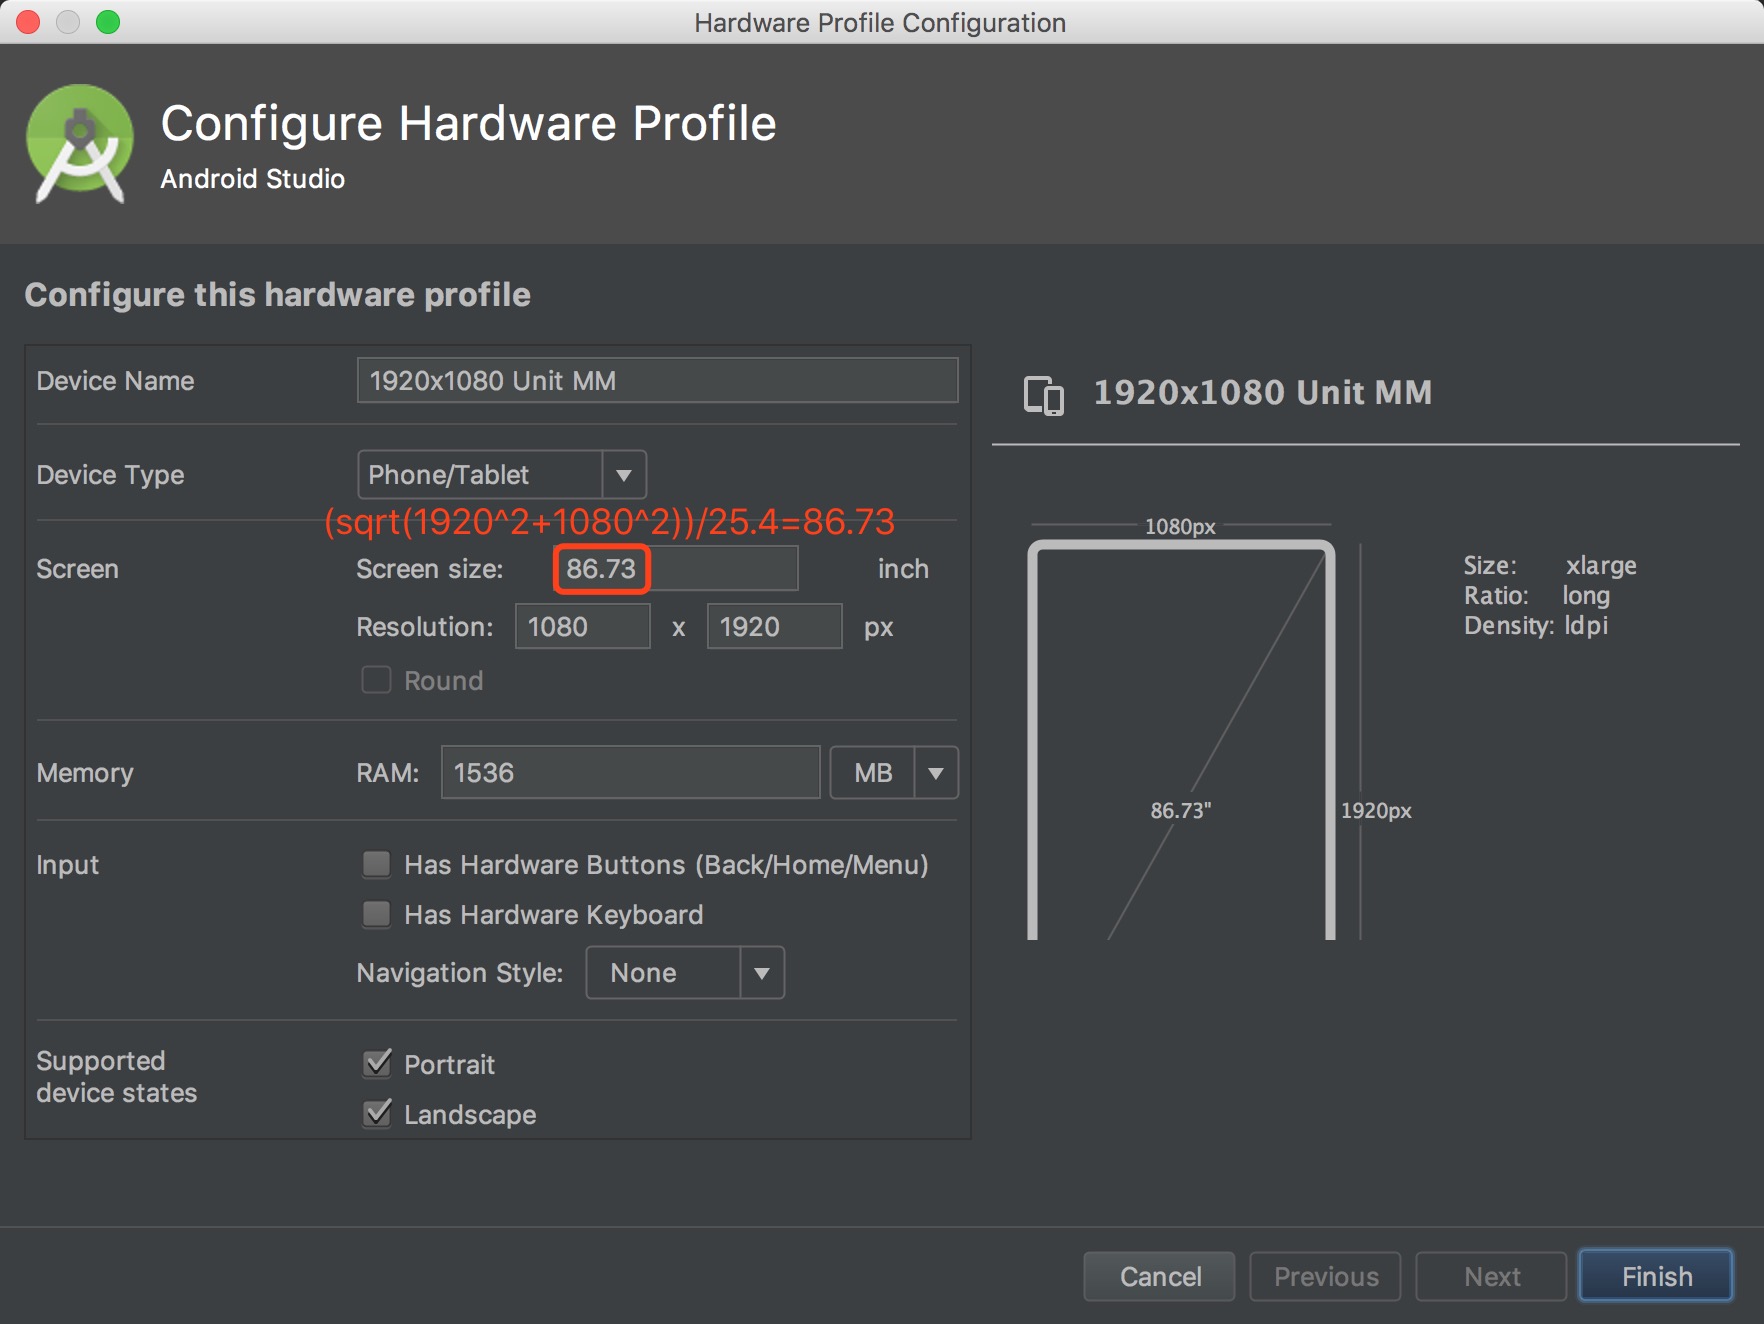 Hardware Profile Configuration
Configure Hardware Profile
Android Studio
Configure this hardware profile
Device Name
1920x1080 Unit MM
Device Type
Phone/Tablet
(sqrt(1920^2+1080^2))/25.4=86.73
Screen
Screen size: 86.73 inch
Resolution: 1080 x 1920 px
Round
Memory
RAM: 1536 MB
Input
Has Hardware Buttons (Back/Home/Menu)
Has Hardware Keyboard
Navigation Style: None
Supported
device states
Portrait
Landscape
1920x1080 Unit MM
1080px
86.73"
1920px
Size: xlarge
Ratio: long
Density: ldpi
Cancel
Previous
Next
Finish